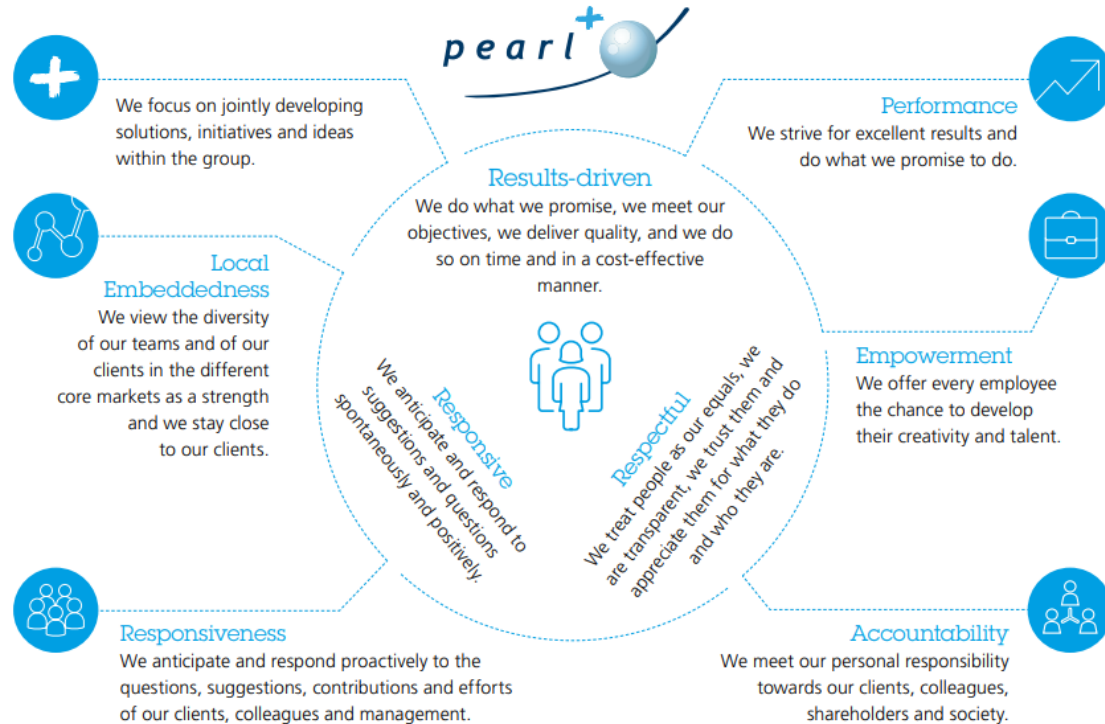 pearl+
We focus on jointly developing
solutions, initiatives and ideas
within the group.
Performance
We strive for excellent results and
do what we promise to do.
Results-driven
We do what we promise, we meet our
objectives, we deliver quality, and we do
so on time and in a cost-effective
manner.
Local
Embeddedness
We view the diversity
of our teams and of our
clients in the different
core markets as a strength
and we stay close
to our clients.
Responsive
We anticipate and respond to
suggestions and questions
spontaneously and positively.
Respectful
We treat people as our equals, we
are transparent, we trust them and
appreciate them for what they do
and who they are.
Empowerment
We offer every employee
the chance to develop
their creativity and talent.
Responsiveness
We anticipate and respond proactively to the
questions, suggestions, contributions and efforts
of our clients, colleagues and management.
Accountability
We meet our personal responsibility
towards our clients, colleagues,
shareholders and society.